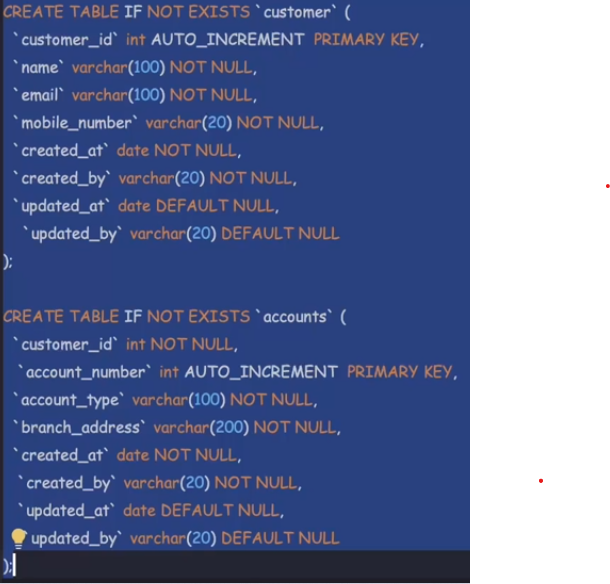 CREATE TABLE IF NOT EXISTS `customer` (
`customer_id` int AUTO_INCREMENT PRIMARY KEY,
`name` varchar(100) NOT NULL,
`email` varchar(100) NOT NULL,
`mobile_number` varchar(20) NOT NULL,
`created_at` date NOT NULL,
`created_by` varchar(20) NOT NULL,
`updated_at` date DEFAULT NULL,
`updated_by` varchar(20) DEFAULT NULL
);
CREATE TABLE IF NOT EXISTS `accounts` (
`customer_id` int NOT NULL,
`account_number` int AUTO_INCREMENT PRIMARY KEY,
`account_type` varchar(100) NOT NULL,
`branch_address` varchar(200) NOT NULL,
`created_at` date NOT NULL,
`created_by` varchar(20) NOT NULL,
`updated_at` date DEFAULT NULL,
updated_by` varchar(20) DEFAULT NULL
);